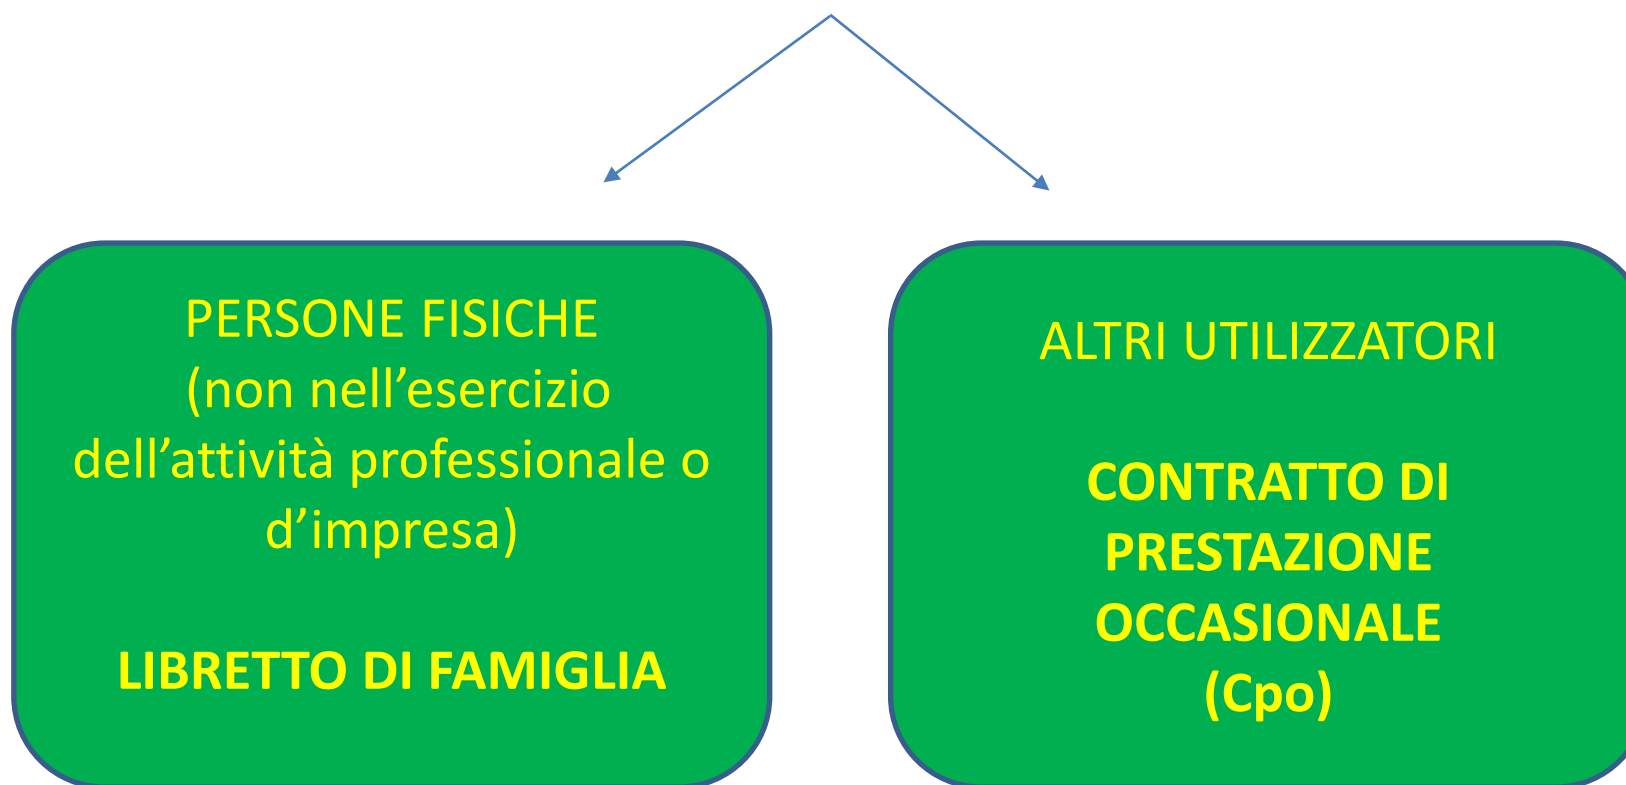 PERSONE FISICHE
(non nell’esercizio
dell’attività professionale o
d’impresa)
LIBRETTO DI FAMIGLIA
ALTRI UTILIZZATORI
CONTRATTO DI
PRESTAZIONE
OCCASIONALE
(Cpo)